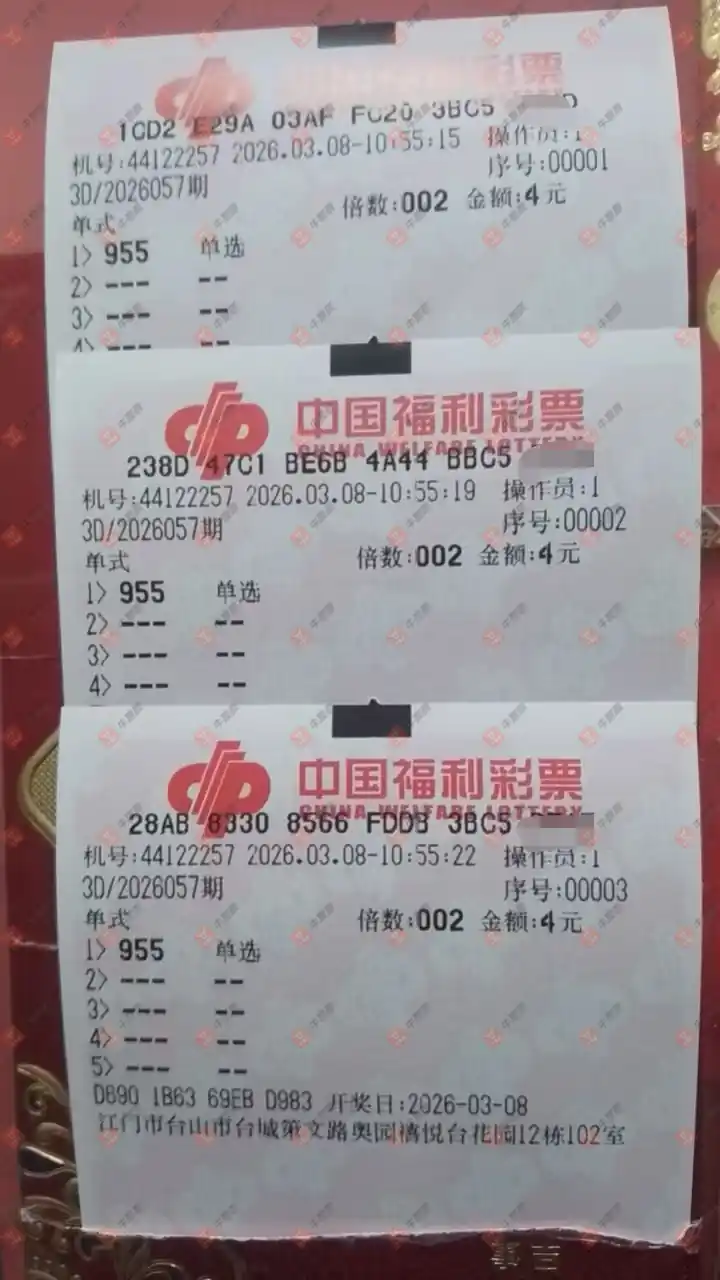 彩票
1CD2 E29A 03AF FC20 3BC5
机号:44122257 2026.03.08-10:55:15 操作员:1
序号:00001
3D/2026057期
倍数:002 金额:4元
单式
1> 955 单选
2> --- --
3> --- --
4> --- --
中国福利彩票
CHINA WELFARE LOTTERY
238D 47C1 BE6B 4A44 BBC5
机号:44122257 2026.03.08-10:55:19 操作员:1
序号:00002
3D/2026057期
倍数:002 金额:4元
单式
1> 955 单选
2> --- --
3> --- --
4> --- --
中国福利彩票
CHINA WELFARE LOTTERY
28AB 8330 8566 FDDB 3BC5
机号:44122257 2026.03.08-10:55:22 操作员:1
序号:00003
3D/2026057期
倍数:002 金额:4元
单式
1> 955 单选
2> --- --
3> --- --
4> --- --
5> --- --
D890 1B63 69EB D983 开奖日:2026-03-08
江门市台山市台城第文路奥园禧悦台花园12栋102室